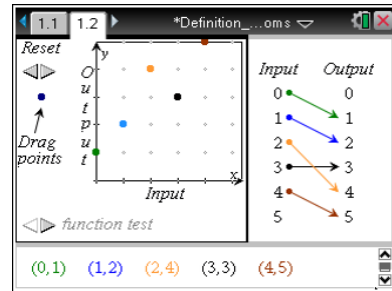 1.1 1.2 *Definition_...oms
Reset
y
Output
Drag points
x
Input
function test
Input Output
0 0
1 1
2 2
3 3
4 4
5 5
(0,1) (1,2) (2,4) (3,3) (4,5)